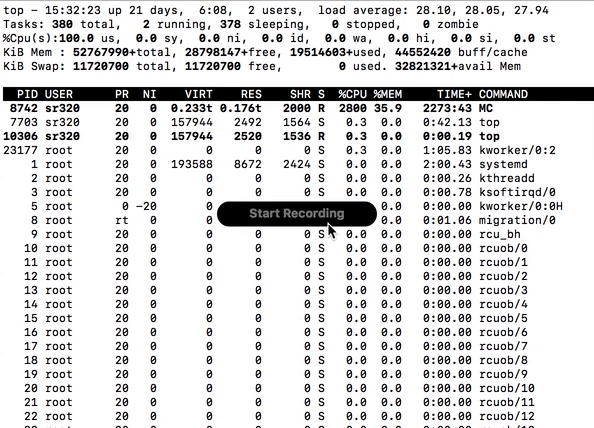 top - 15:32:23 up 21 days,  6:08,  2 users,  load average: 28.10, 28.05, 27.94
Tasks: 380 total,   2 running, 378 sleeping,   0 stopped,   0 zombie
%Cpu(s):100.0 us,  0.0 sy,  0.0 ni,  0.0 id,  0.0 wa,  0.0 hi,  0.0 si,  0.0 st
KiB Mem : 52767990+total, 28798147+free, 19514603+used, 44552420 buff/cache
KiB Swap: 11720700 total, 11720700 free,        0 used. 32821321+avail Mem
PID USER PR NI VIRT RES SHR S %CPU %MEM TIME+ COMMAND
8742 sr320 20 0 0.233t 0.176t 2000 R 2800 35.9 2273:43 MC
7703 sr320 20 0 157944 2492 1564 S 0.3 0.0 0:42.13 top
10306 sr320 20 0 157944 2520 1536 R 0.3 0.0 0:00.19 top
23177 root 20 0 0 0 0 S 0.3 0.0 1:05.83 kworker/0:2
1 root 20 0 193588 8672 2424 S 0.0 0.0 2:00.43 systemd
2 root 20 0 0 0 0 S 0.0 0.0 0:00.26 kthreadd
3 root 20 0 0 0 0 S 0.0 0.0 0:00.78 ksoftirqd/0
5 root 0 -20 0 0.0 0:00.00 kworker/0:0H
Start Recording
8 root rt 0 0 0.0 0:01.06 migration/0
9 root 20 0 0 0 0 S 0.0 0.0 0:00.00 rcu_bh
10 root 20 0 0 0 0 S 0.0 0.0 0:00.00 rcuob/0
11 root 20 0 0 0 0 S 0.0 0.0 0:00.00 rcuob/1
12 root 20 0 0 0 0 S 0.0 0.0 0:00.00 rcuob/2
13 root 20 0 0 0 0 S 0.0 0.0 0:00.00 rcuob/3
14 root 20 0 0 0 0 S 0.0 0.0 0:00.00 rcuob/4
15 root 20 0 0 0 0 S 0.0 0.0 0:00.00 rcuob/5
16 root 20 0 0 0 0 S 0.0 0.0 0:00.00 rcuob/6
17 root 20 0 0 0 0 S 0.0 0.0 0:00.00 rcuob/7
18 root 20 0 0 0 0 S 0.0 0.0 0:00.00 rcuob/8
19 root 20 0 0 0 0 S 0.0 0.0 0:00.00 rcuob/9
20 root 20 0 0 0 0 S 0.0 0.0 0:00.00 rcuob/10
21 root 20 0 0 0 0 S 0.0 0.0 0:00.00 rcuob/11
22 root 20 0 0 0 0 S 0.0 0.0 0:00.00 rcuob/12